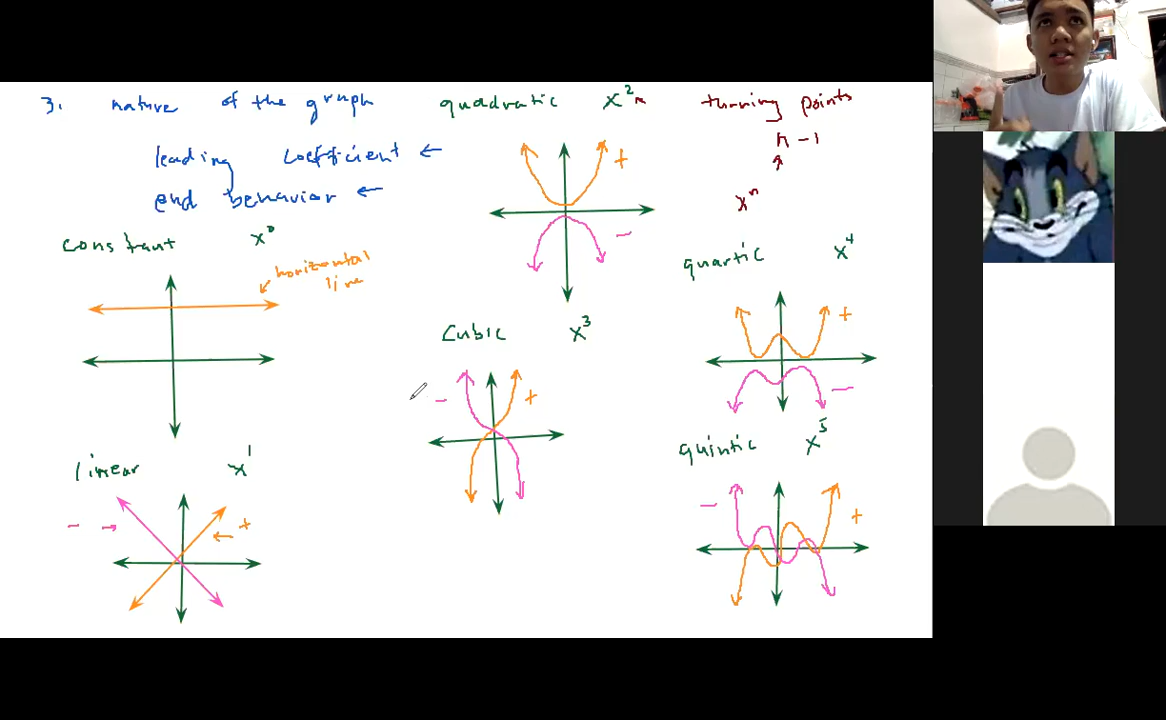 3. nature of the graph
leading coefficient ←
end behavior ←
constant x⁰
horizontal
line
linear x¹
- →
← +
quadratic x²
+
-
cubic x³
- +
turning points
n - 1
xⁿ
quartic x⁴
+
-
quintic x⁵
-
+